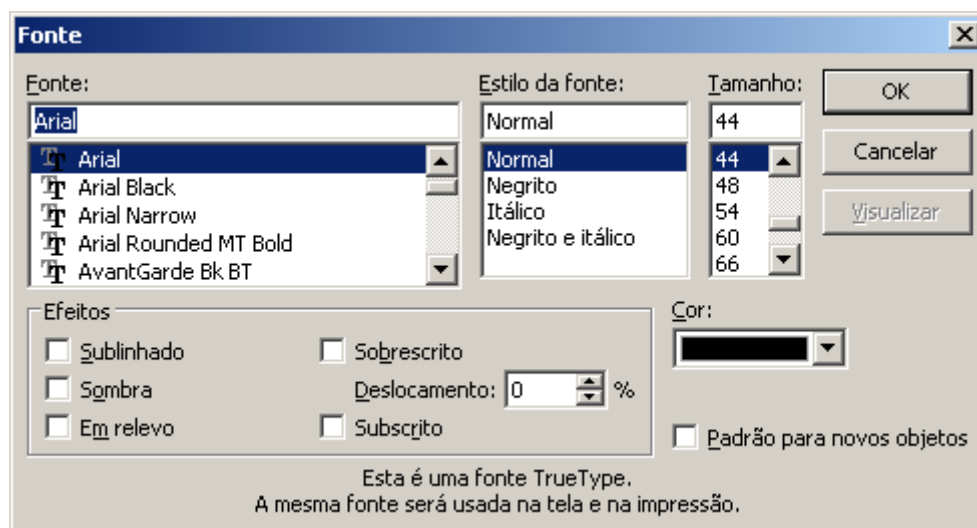 Fonte
Fonte:
Arial
Arial
Arial Black
Arial Narrow
Arial Rounded MT Bold
AvantGarde Bk BT
Estilo da fonte:
Normal
Normal
Negrito
Itálico
Negrito e itálico
Tamanho:
44
44
48
54
60
66
OK
Cancelar
Visualizar
Efeitos
Sublinhado
Sombra
Em relevo
Sobrescrito
Deslocamento: 0 %
Subscrito
Cor:
Padrão para novos objetos
Esta é uma fonte TrueType.
A mesma fonte será usada na tela e na impressão.